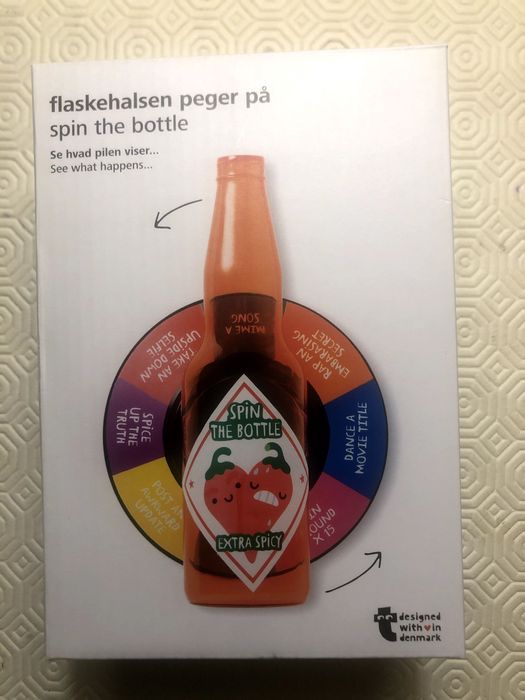 flaskehalsen peger på
spin the bottle
Se hvad pilen viser...
See what happens...
MIME A
SONG
TAKE AN
UPSIDE DOWN
SELFIE
RAP AN
EMBARASING
SECRET
SPICE
UP THE
TRUTH
DANCE A
MOVIE TITLE
POST AN
AWKWARD
UPDATE
X 15
SPIN
THE BOTTLE
EXTRA SPICY
designed
with in
denmark